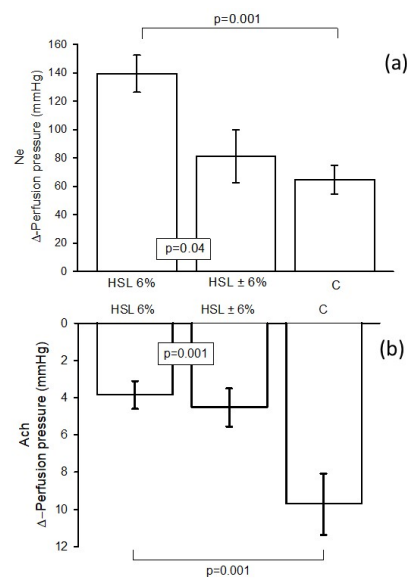 p=0.001
(a)
160
140
120
100
80
60
40
20
0
Ne
Δ-Perfusion pressure (mmHg)
p=0.04
HSL 6%
HSL ± 6%
C
HSL 6%
HSL ± 6%
C
(b)
0
2
4
6
8
10
12
Ach
Δ-Perfusion pressure (mmHg)
p=0.001
p=0.001